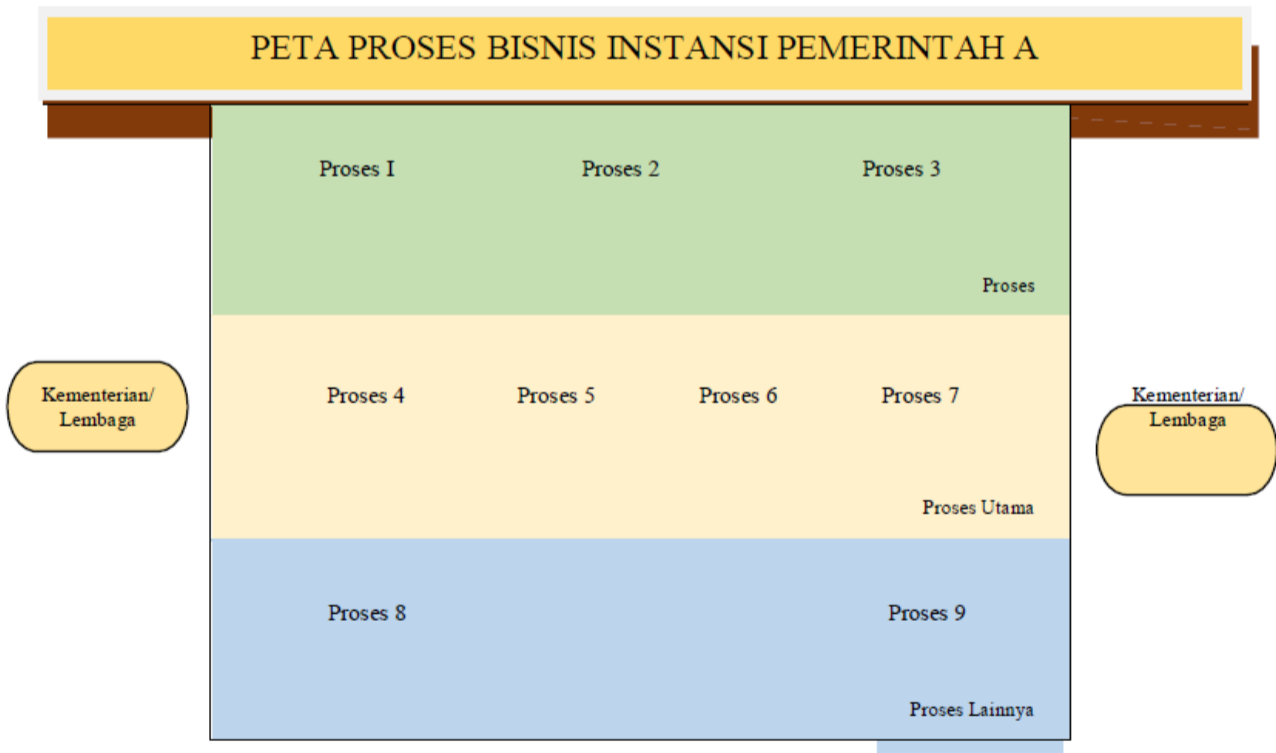 PETA PROSES BISNIS INSTANSI PEMERINTAH A
Proses I Proses 2 Proses 3
Proses
Kementerian/
Lembaga
Proses 4 Proses 5 Proses 6 Proses 7
Kementerian/
Lembaga
Proses Utama
Proses 8 Proses 9
Proses Lainnya